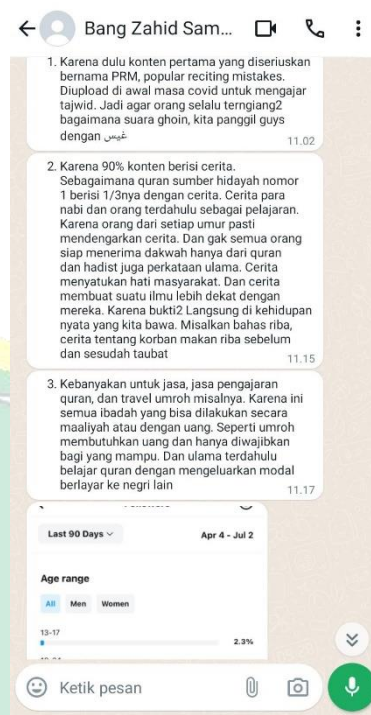 Bang Zahid Sam...
1. Karena dulu konten pertama yang diseriuskan
bernama PRM, popular reciting mistakes.
Diupload di awal masa covid untuk mengajar
tajwid. Jadi agar orang selalu terngiang2
bagaimana suara ghoin, kita panggil guys
dengan غيس
11.02
2. Karena 90% konten berisi cerita.
Sebagaimana quran sumber hidayah nomor
1 berisi 1/3nya dengan cerita. Cerita para
nabi dan orang terdahulu sebagai pelajaran.
Karena orang dari setiap umur pasti
mendengarkan cerita. Dan gak semua orang
siap menerima dakwah hanya dari quran
dan hadist juga perkataan ulama. Cerita
menyatukan hati masyarakat. Dan cerita
membuat suatu ilmu lebih dekat dengan
mereka. Karena bukti2 Langsung di kehidupan
nyata yang kita bawa. Misalkan bahas riba,
cerita tentang korban makan riba sebelum
dan sesudah taubat
11.15
3. Kebanyakan untuk jasa, jasa pengajaran
quran, dan travel umroh misalnya. Karena ini
semua ibadah yang bisa dilakukan secara
maaliyah atau dengan uang. Seperti umroh
membutuhkan uang dan hanya diwajibkan
bagi yang mampu. Dan ulama terdahulu
belajar quran dengan mengeluarkan modal
berlayar ke negri lain
11.17
Last 90 Days
Apr 4 - Jul 2
Age range
All Men Women
13-17
2.3%
Ketik pesan